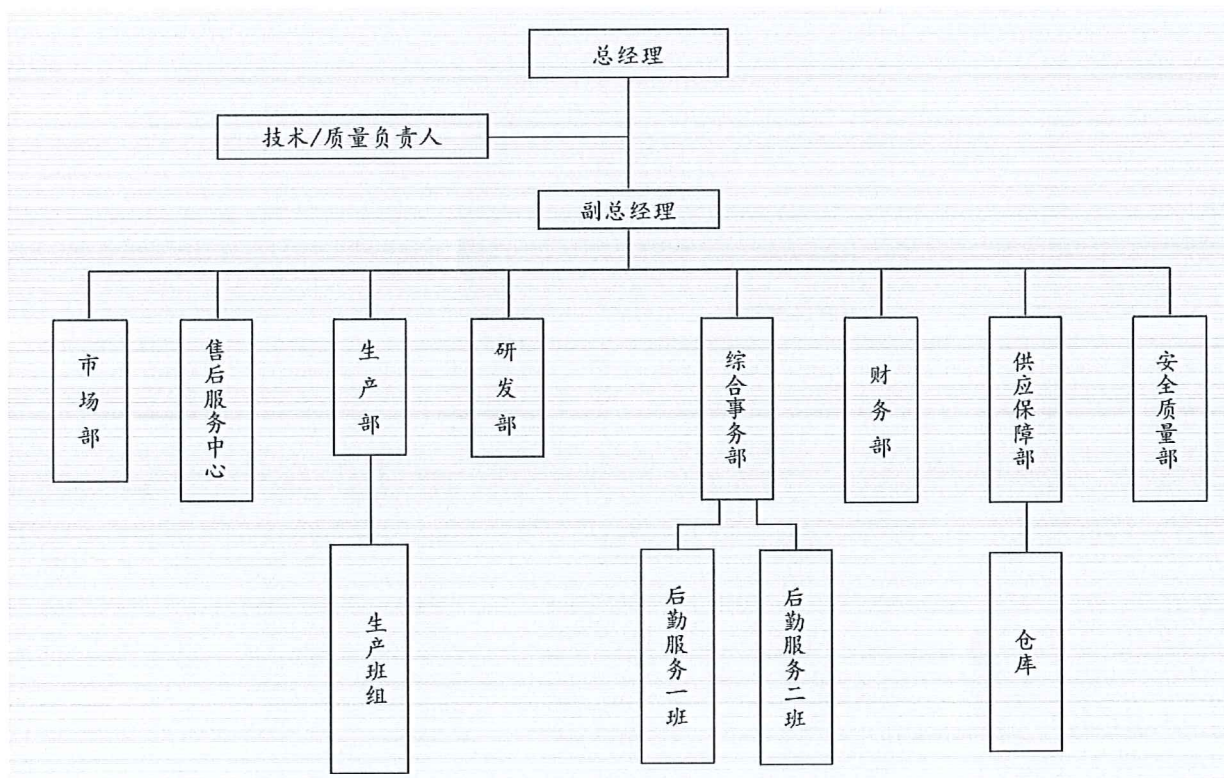 总经理
技术/质量负责人
副总经理
市场部
售后服务中心
生产部
研发部
综合事务部
财务部
供应保障部
安全质量部
生产班组
后勤服务一班
后勤服务二班
仓库